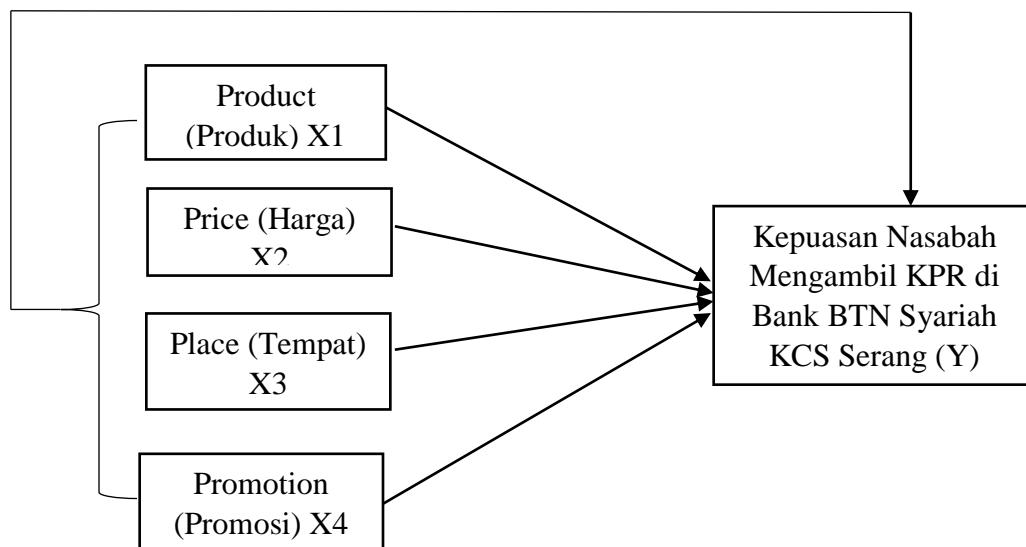 Product
(Produk) X1
Price (Harga)
X2
Place (Tempat)
X3
Promotion
(Promosi) X4
Kepuasan Nasabah
Mengambil KPR di
Bank BTN Syariah
KCS Serang (Y)